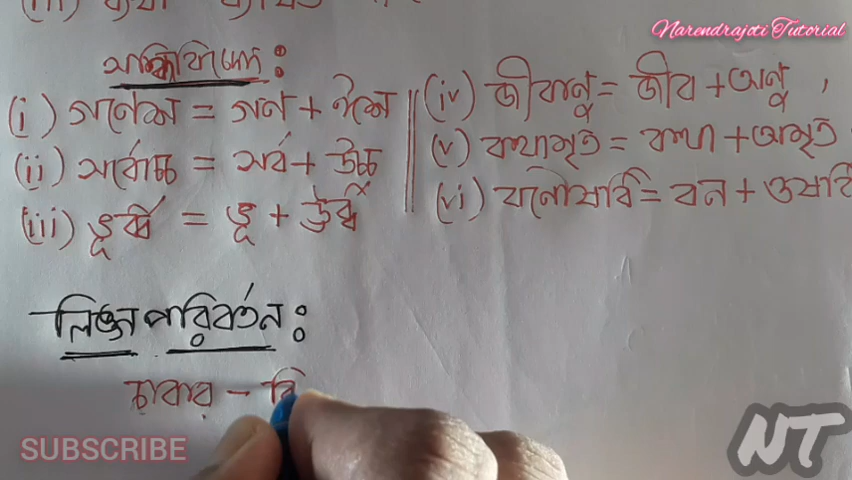 Narendrajoti Tutorial
সন্ধিবিচ্ছেদ :
(i) গণেশ = গণ + ঈশ
(ii) সর্বোচ্চ = সর্ব + উচ্চ
(iii) ভূর্ধ্ব = ভূ + ঊর্ধ্ব
(iv) জীবাণু = জীব + অণু ,
(v) কথামৃত = কথা + অমৃত
(vi) বনৌষধি = বন + ওষধি
লিঙ্গ পরিবর্তন :
চাকর - ঝি
SUBSCRIBE
NT